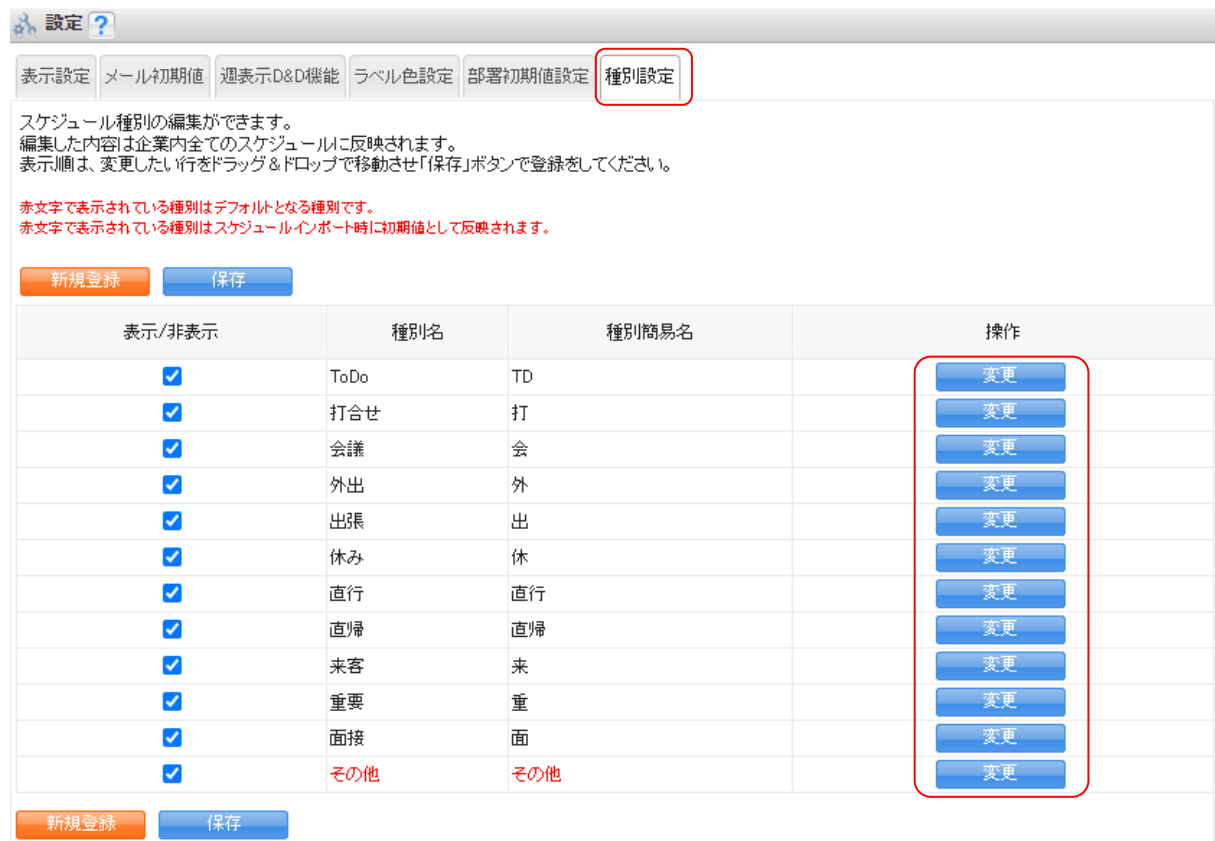 設定 ?
表示設定 メール初期値 週表示D&D機能 ラベル色設定 部署初期値設定 種別設定
スケジュール種別の編集ができます。
編集した内容は企業内全てのスケジュールに反映されます。
表示順は、変更したい行をドラッグ&ドロップで移動させ「保存」ボタンで登録をしてください。
赤文字で表示されている種別はデフォルトとなる種別です。
赤文字で表示されている種別はスケジュールインポート時に初期値として反映されます。
新規登録 保存
表示/非表示 種別名 種別簡易名 操作
ToDo TD 変更
打合せ 打 変更
会議 会 変更
外出 外 変更
出張 出 変更
休み 休 変更
直行 直行 変更
直帰 直帰 変更
来客 来 変更
重要 重 変更
面接 面 変更
その他 その他 変更
新規登録 保存